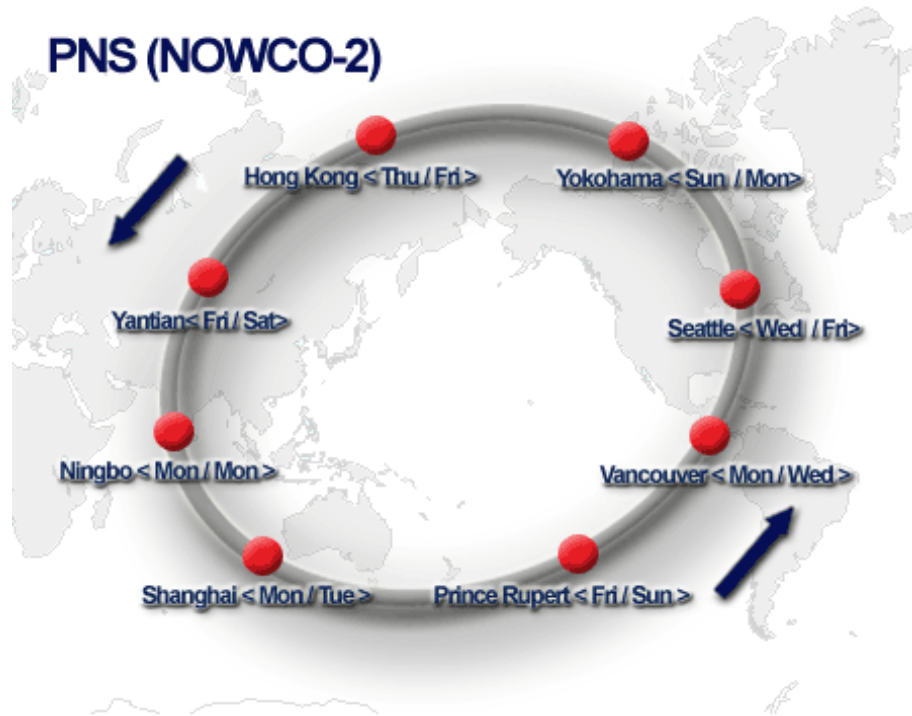 PNS (NOWCO-2)
Hong Kong < Thu / Fri >
Yokohama < Sun / Mon>
Yantian< Fri / Sat>
Seattle < Wed / Fri>
Ningbo < Mon / Mon >
Vancouver < Mon / Wed >
Shanghai < Mon / Tue >
Prince Rupert < Fri / Sun >